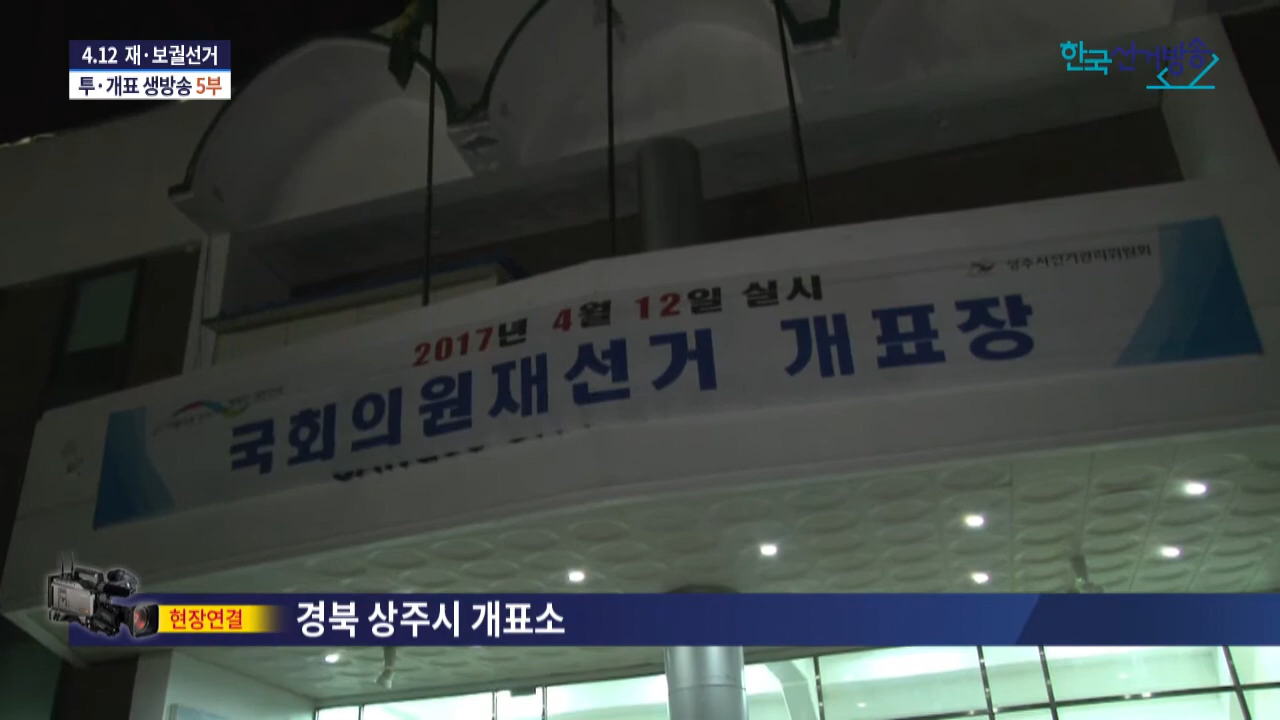 4.12 재·보궐선거
투·개표 생방송 5부
한국선거방송
상주시선거관리위원회
2017년 4월 12일 실시
국회의원재선거 개표장
현장연결
경북 상주시 개표소